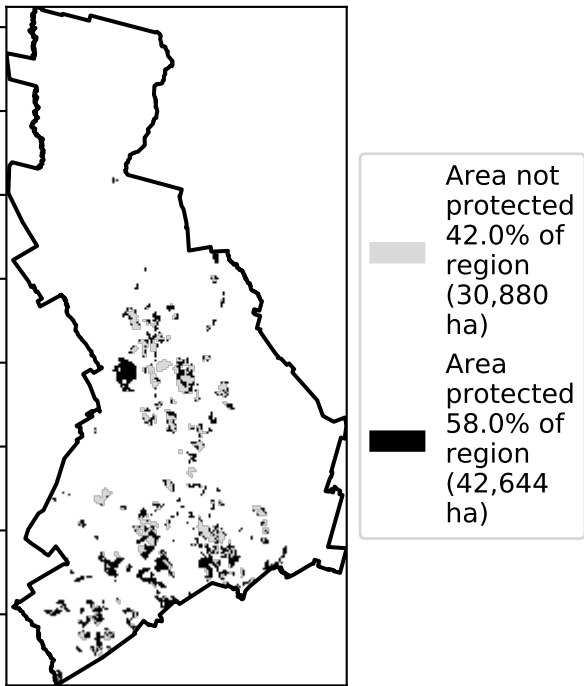 Area not
protected
42.0% of
region
(30,880
ha)
Area
protected
58.0% of
region
(42,644
ha)